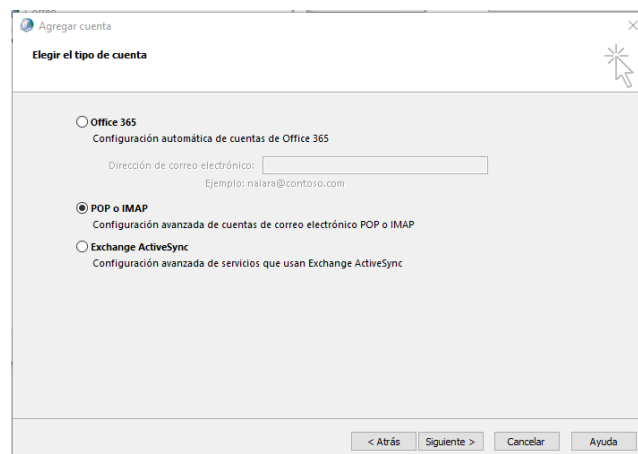 Agregar cuenta
Elegir el tipo de cuenta
Office 365
Configuración automática de cuentas de Office 365
Dirección de correo electrónico:
Ejemplo: naiara@contoso.com
POP o IMAP
Configuración avanzada de cuentas de correo electrónico POP o IMAP
Exchange ActiveSync
Configuración avanzada de servicios que usan Exchange ActiveSync
< Atrás Siguiente > Cancelar Ayuda